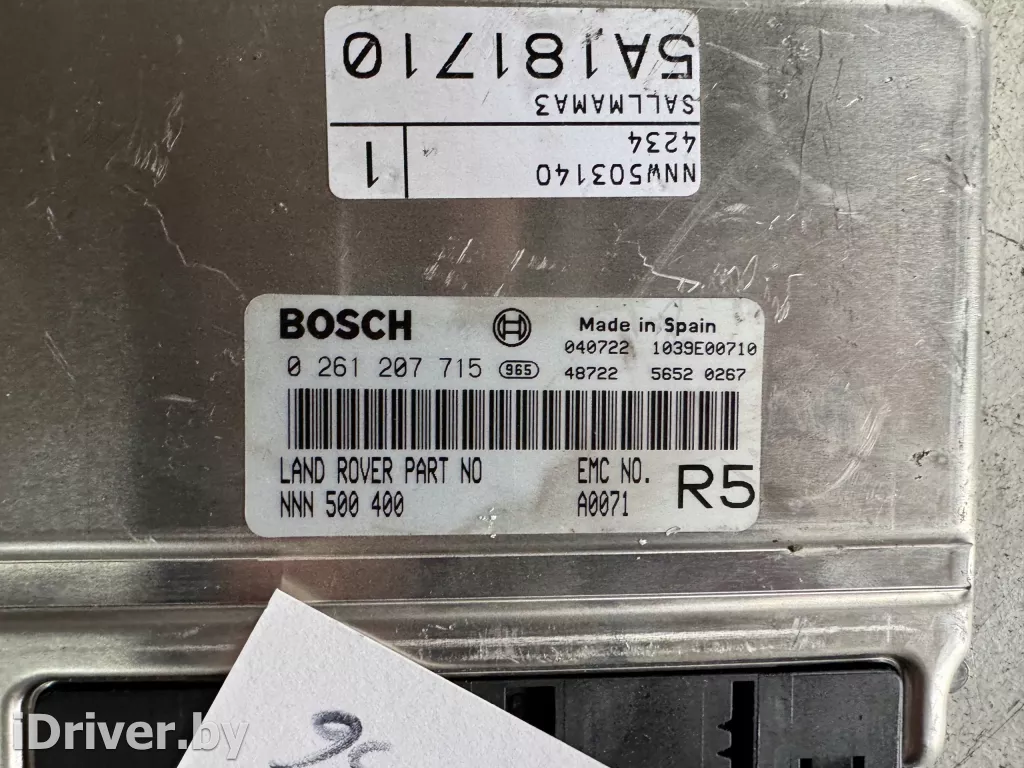 NNW503140
4234
1
SALLMAMA3
5A181710
BOSCH
Made in Spain
0 261 207 715 965
040722 1039E00710
48722 5652 0267
LAND ROVER PART NO
NNN 500 400
EMC NO.
A0071
R5
iDriver.by